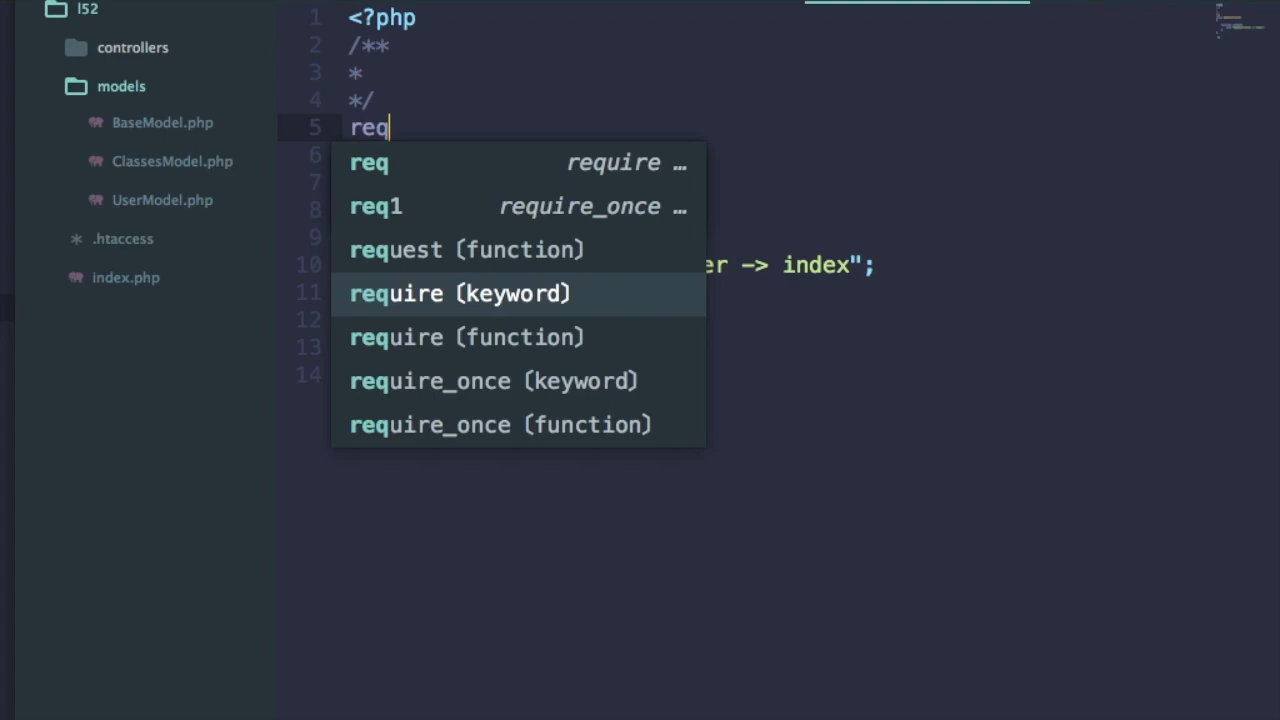 l52
controllers
models
BaseModel.php
ClassesModel.php
UserModel.php
.htaccess
index.php
1 <?php
2 /**
3 *
4 */
5 req
6
7
8
9
10 er -> index";
11
12
13
14
req require …
req1 require_once …
request (function)
require (keyword)
require (function)
require_once (keyword)
require_once (function)